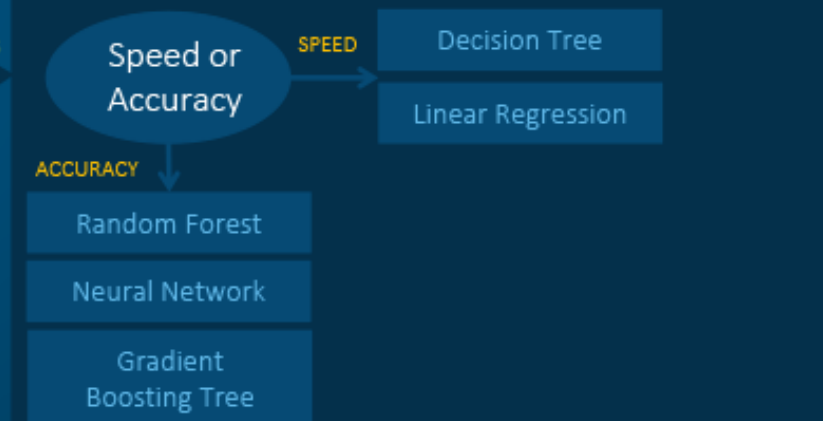 Speed or
Accuracy
SPEED
Decision Tree
Linear Regression
ACCURACY
Random Forest
Neural Network
Gradient
Boosting Tree